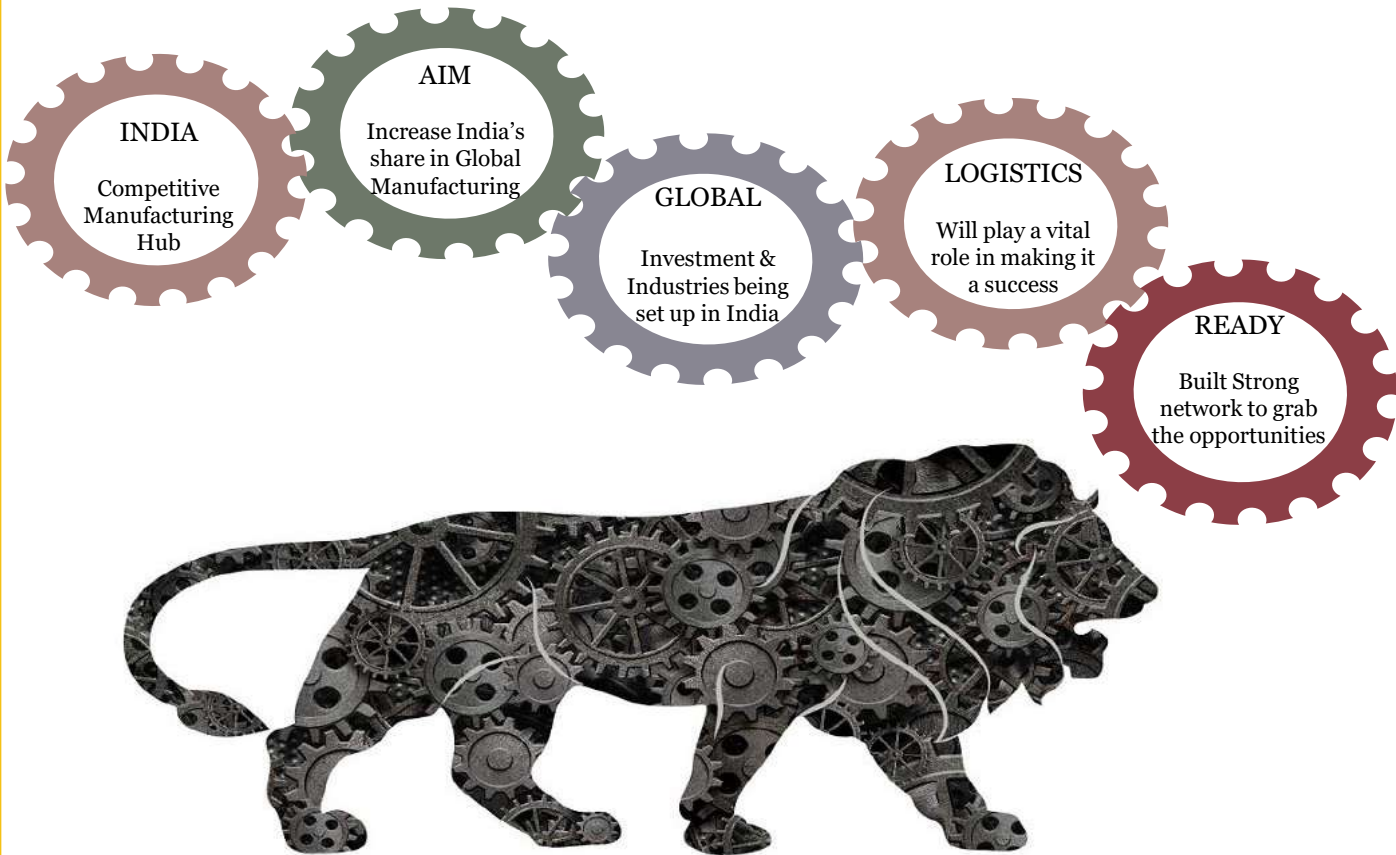 INDIA
Competitive
Manufacturing
Hub
AIM
Increase India’s
share in Global
Manufacturing
GLOBAL
Investment &
Industries being
set up in India
LOGISTICS
Will play a vital
role in making it
a success
READY
Built Strong
network to grab
the opportunities